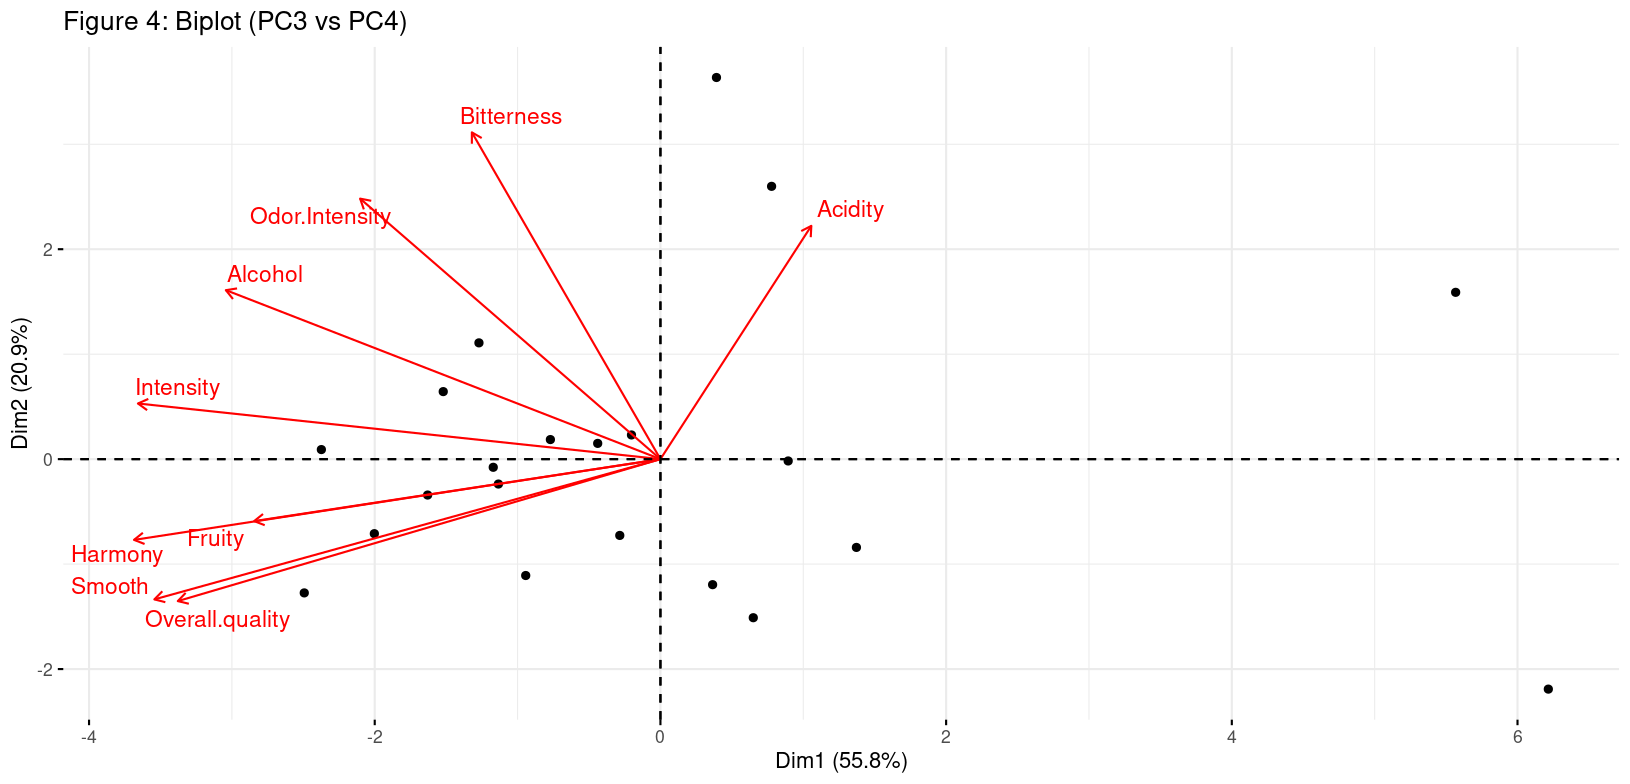 Figure 4: Biplot (PC3 vs PC4)
Bitterness
Odor.Intensity
Acidity
Alcohol
Intensity
Fruity
Harmony
Smooth
Overall.quality
Dim2 (20.9%)
2
0
-2
-4 -2 0 2 4 6
Dim1 (55.8%)